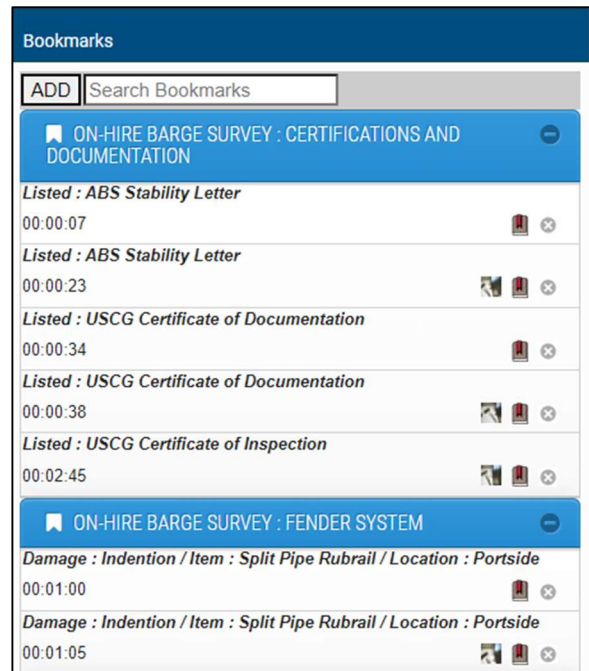 Bookmarks
ADD Search Bookmarks
ON-HIRE BARGE SURVEY : CERTIFICATIONS AND
DOCUMENTATION
Listed : ABS Stability Letter
00:00:07
Listed : ABS Stability Letter
00:00:23
Listed : USCG Certificate of Documentation
00:00:34
Listed : USCG Certificate of Documentation
00:00:38
Listed : USCG Certificate of Inspection
00:02:45
ON-HIRE BARGE SURVEY : FENDER SYSTEM
Damage : Indention / Item : Split Pipe Rubrail / Location : Portside
00:01:00
Damage : Indention / Item : Split Pipe Rubrail / Location : Portside
00:01:05